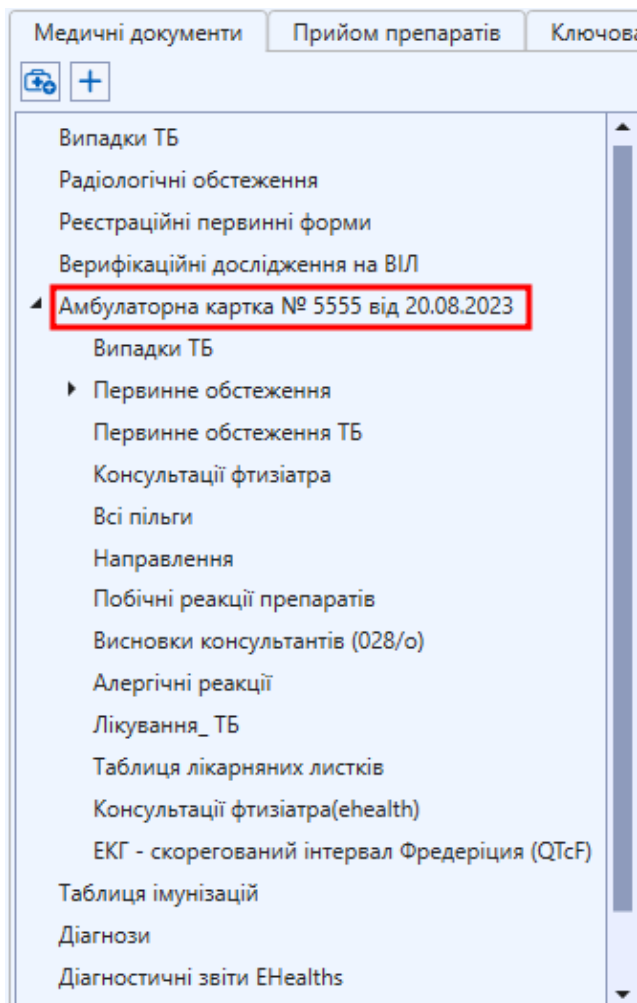 Медичні документи Прийом препаратів Ключова
Випадки ТБ
Радіологічні обстеження
Реєстраційні первинні форми
Верифікаційні дослідження на ВІЛ
Амбулаторна картка № 5555 від 20.08.2023
Випадки ТБ
Первинне обстеження
Первинне обстеження ТБ
Консультації фтизіатра
Всі пільги
Направлення
Побічні реакції препаратів
Висновки консультантів (028/о)
Алергічні реакції
Лікування_ ТБ
Таблиця лікарняних листків
Консультації фтизіатра(ehealth)
ЕКГ - скорегований інтервал Фредеріция (QTcF)
Таблиця імунізацій
Діагнози
Діагностичні звіти EHealths